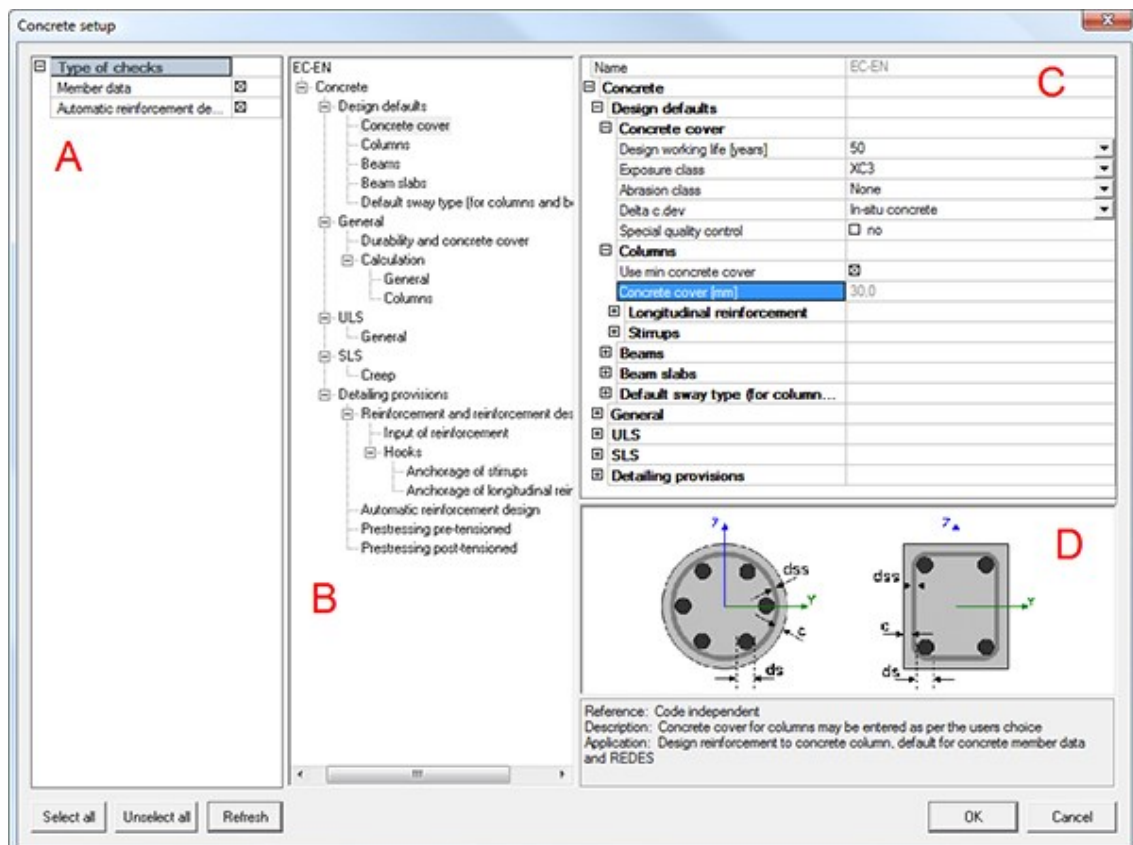 Concrete setup
Type of checks
Member data
Automatic reinforcement de...
A
EC-EN
Concrete
Design defaults
Concrete cover
Columns
Beams
Beam slabs
Default sway type (for columns and be
General
Durability and concrete cover
Calculation
General
Columns
ULS
General
SLS
Creep
Detailing provisions
Reinforcement and reinforcement des
Input of reinforcement
Hooks
Anchorage of stirrups
Anchorage of longitudinal rein
Automatic reinforcement design
Prestressing pre-tensioned
Prestressing post-tensioned
B
Name EC-EN
C
Concrete
Design defaults
Concrete cover
Design working life [years] 50
Exposure class XC3
Abrasion class None
Delta c.dev In-situ concrete
Special quality control no
Columns
Use min concrete cover
Concrete cover [mm] 30,0
Longitudinal reinforcement
Stirrups
Beams
Beam slabs
Default sway type (for column...
General
ULS
SLS
Detailing provisions
D
z
dss
Y
c
ds
z
dss
Y
c
ds
Reference: Code independent
Description: Concrete cover for columns may be entered as per the users choice
Application: Design reinforcement to concrete column, default for concrete member data
and REDES
Select all Unselect all Refresh OK Cancel